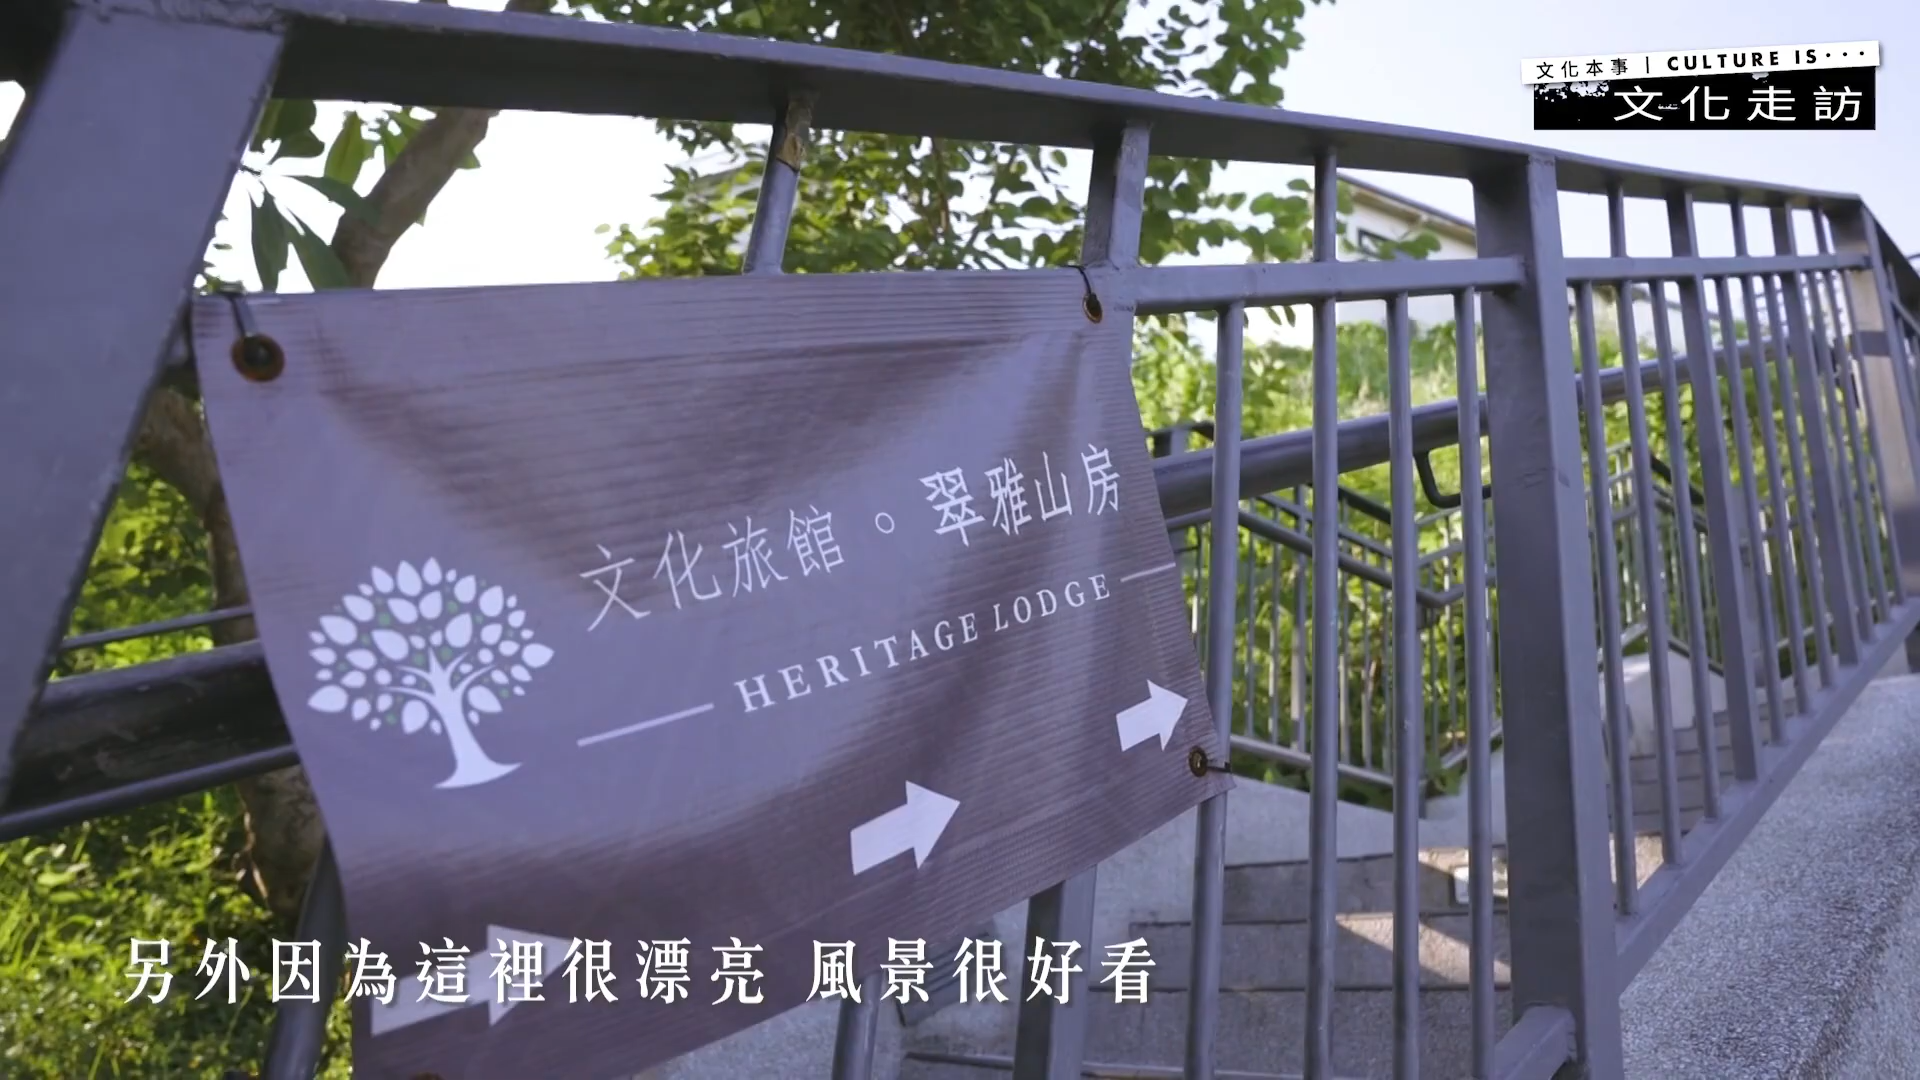 文化本事 | CULTURE IS···
文化走訪
文化旅館。翠雅山房
HERITAGE LODGE
另外因為這裡很漂亮 風景很好看